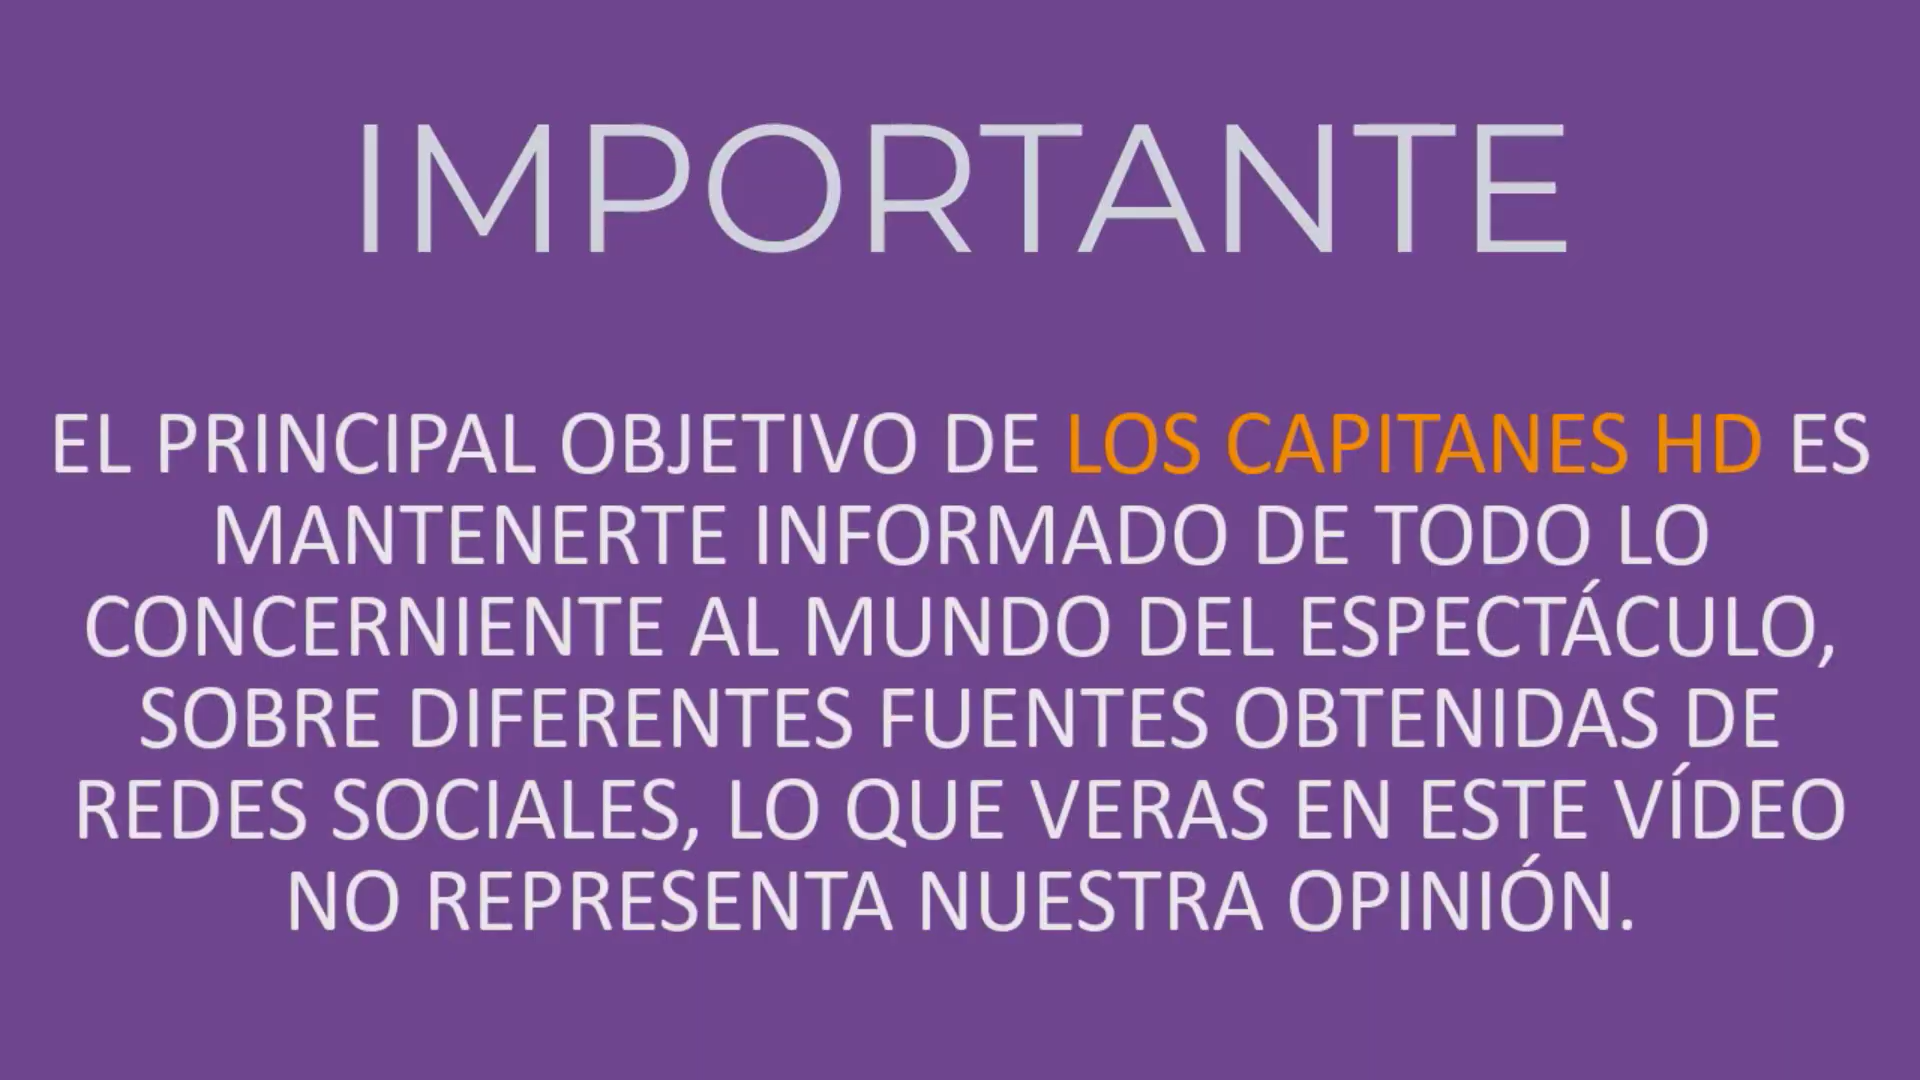 IMPORTANTE
EL PRINCIPAL OBJETIVO DE LOS CAPITANES HD ES
MANTENERTE INFORMADO DE TODO LO
CONCERNIENTE AL MUNDO DEL ESPECTÁCULO,
SOBRE DIFERENTES FUENTES OBTENIDAS DE
REDES SOCIALES, LO QUE VERAS EN ESTE VÍDEO
NO REPRESENTA NUESTRA OPINIÓN.